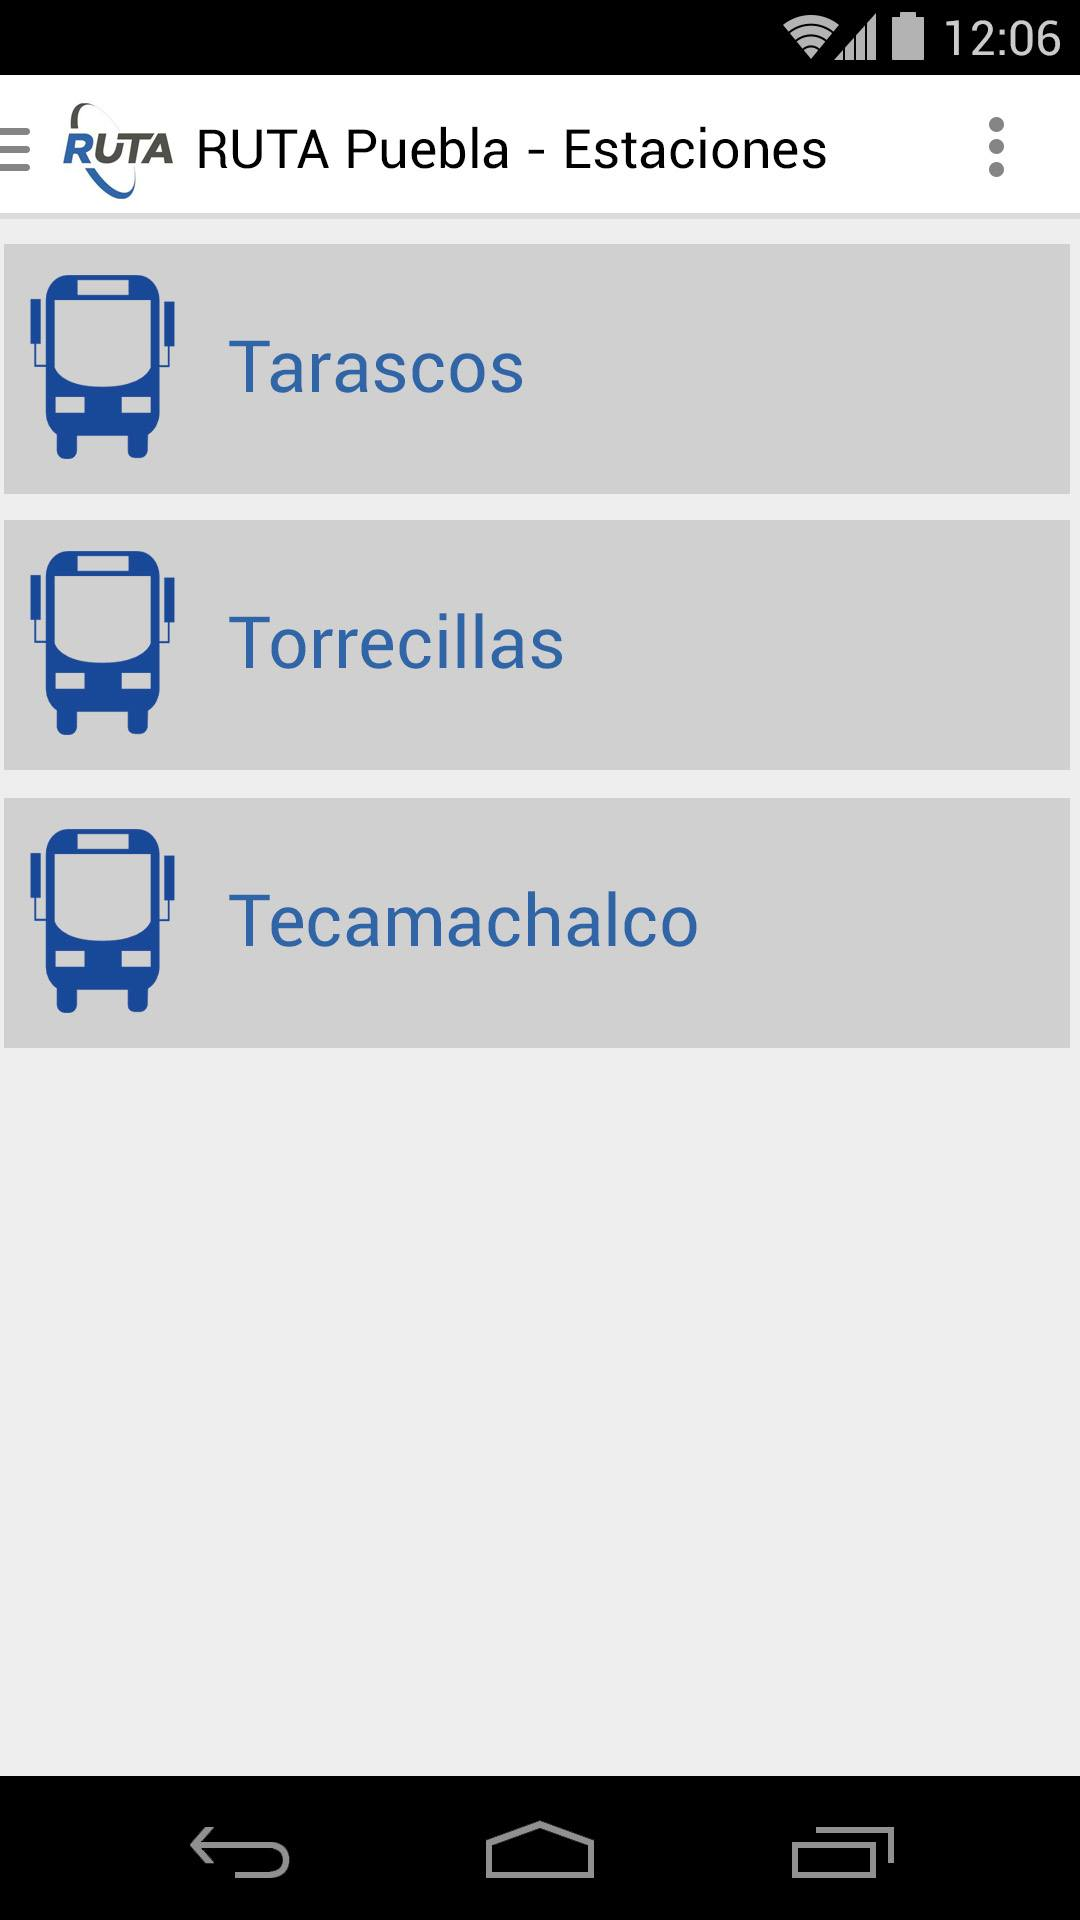 12:06
RUTA RUTA Puebla - Estaciones
Tarascos
Torrecillas
Tecamachalco